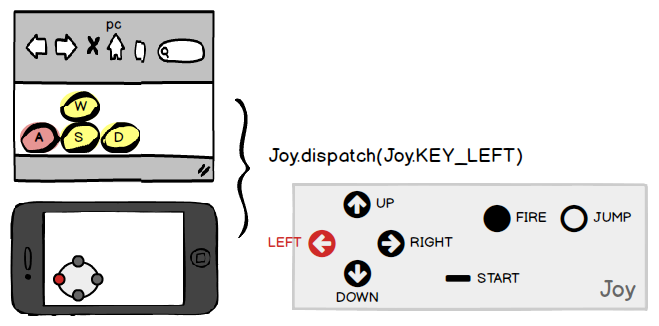 pc
W
A S D
Joy.dispatch(Joy.KEY_LEFT)
UP
FIRE
JUMP
LEFT
RIGHT
START
DOWN
Joy